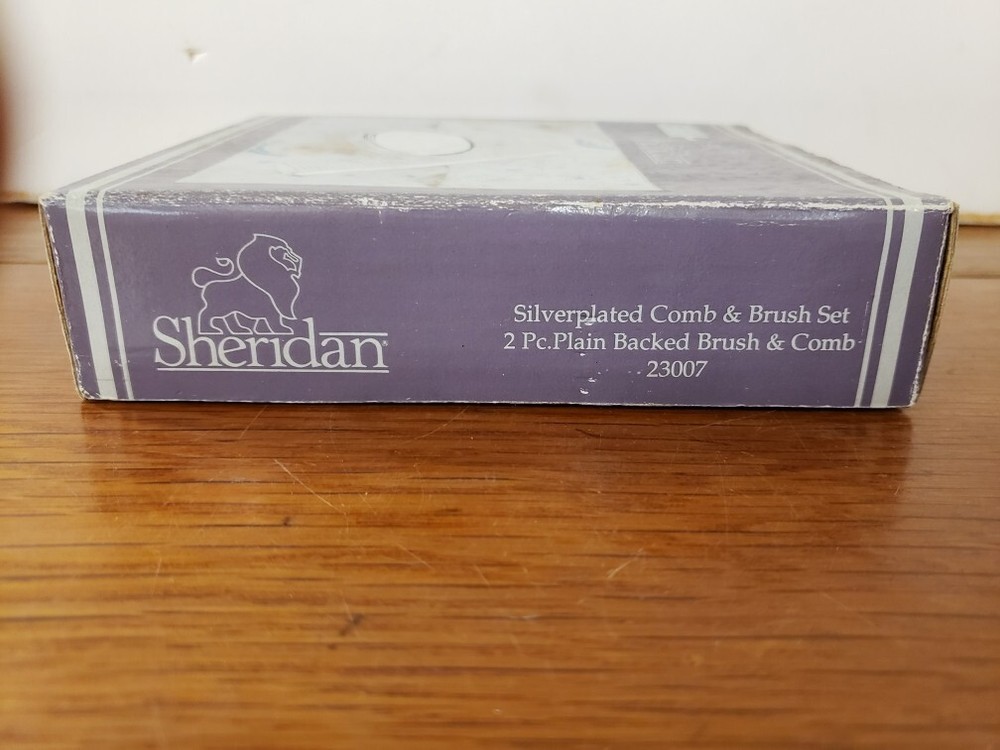 Sheridan®
Silverplated Comb & Brush Set
2 Pc.Plain Backed Brush & Comb
23007